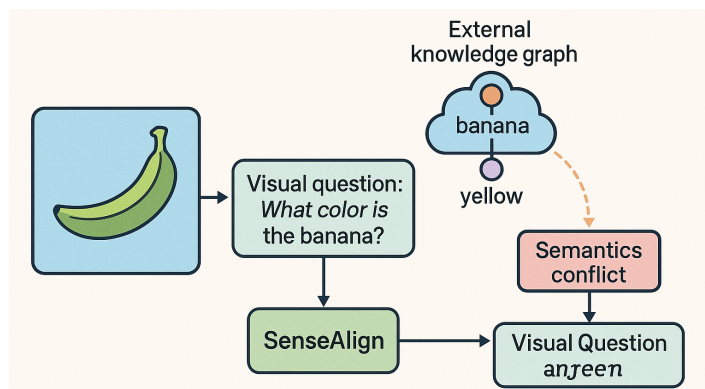 External
knowledge graph
banana
yellow
Visual question:
What color is
the banana?
Semantics
conflict
SenseAlign
Visual Question